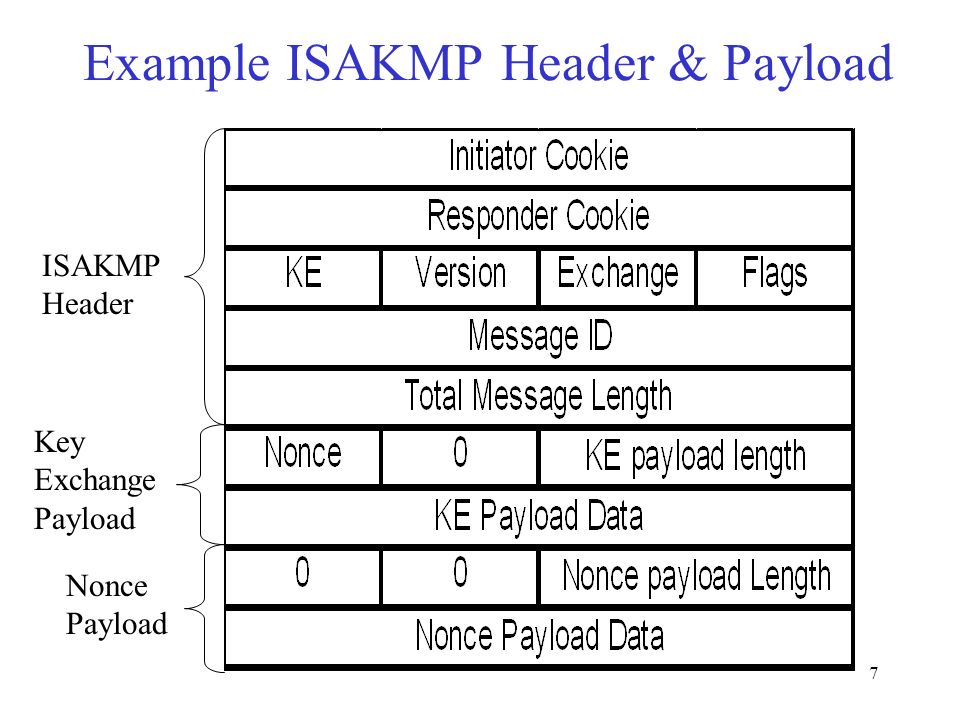 Example ISAKMP Header & Payload
Initiator Cookie
Responder Cookie
ISAKMP
Header
KE Version Exchange Flags
Message ID
Total Message Length
Key
Exchange
Payload
Nonce 0 KE payload length
KE Payload Data
Nonce
Payload
0 0 Nonce payload Length
Nonce Payload Data
7